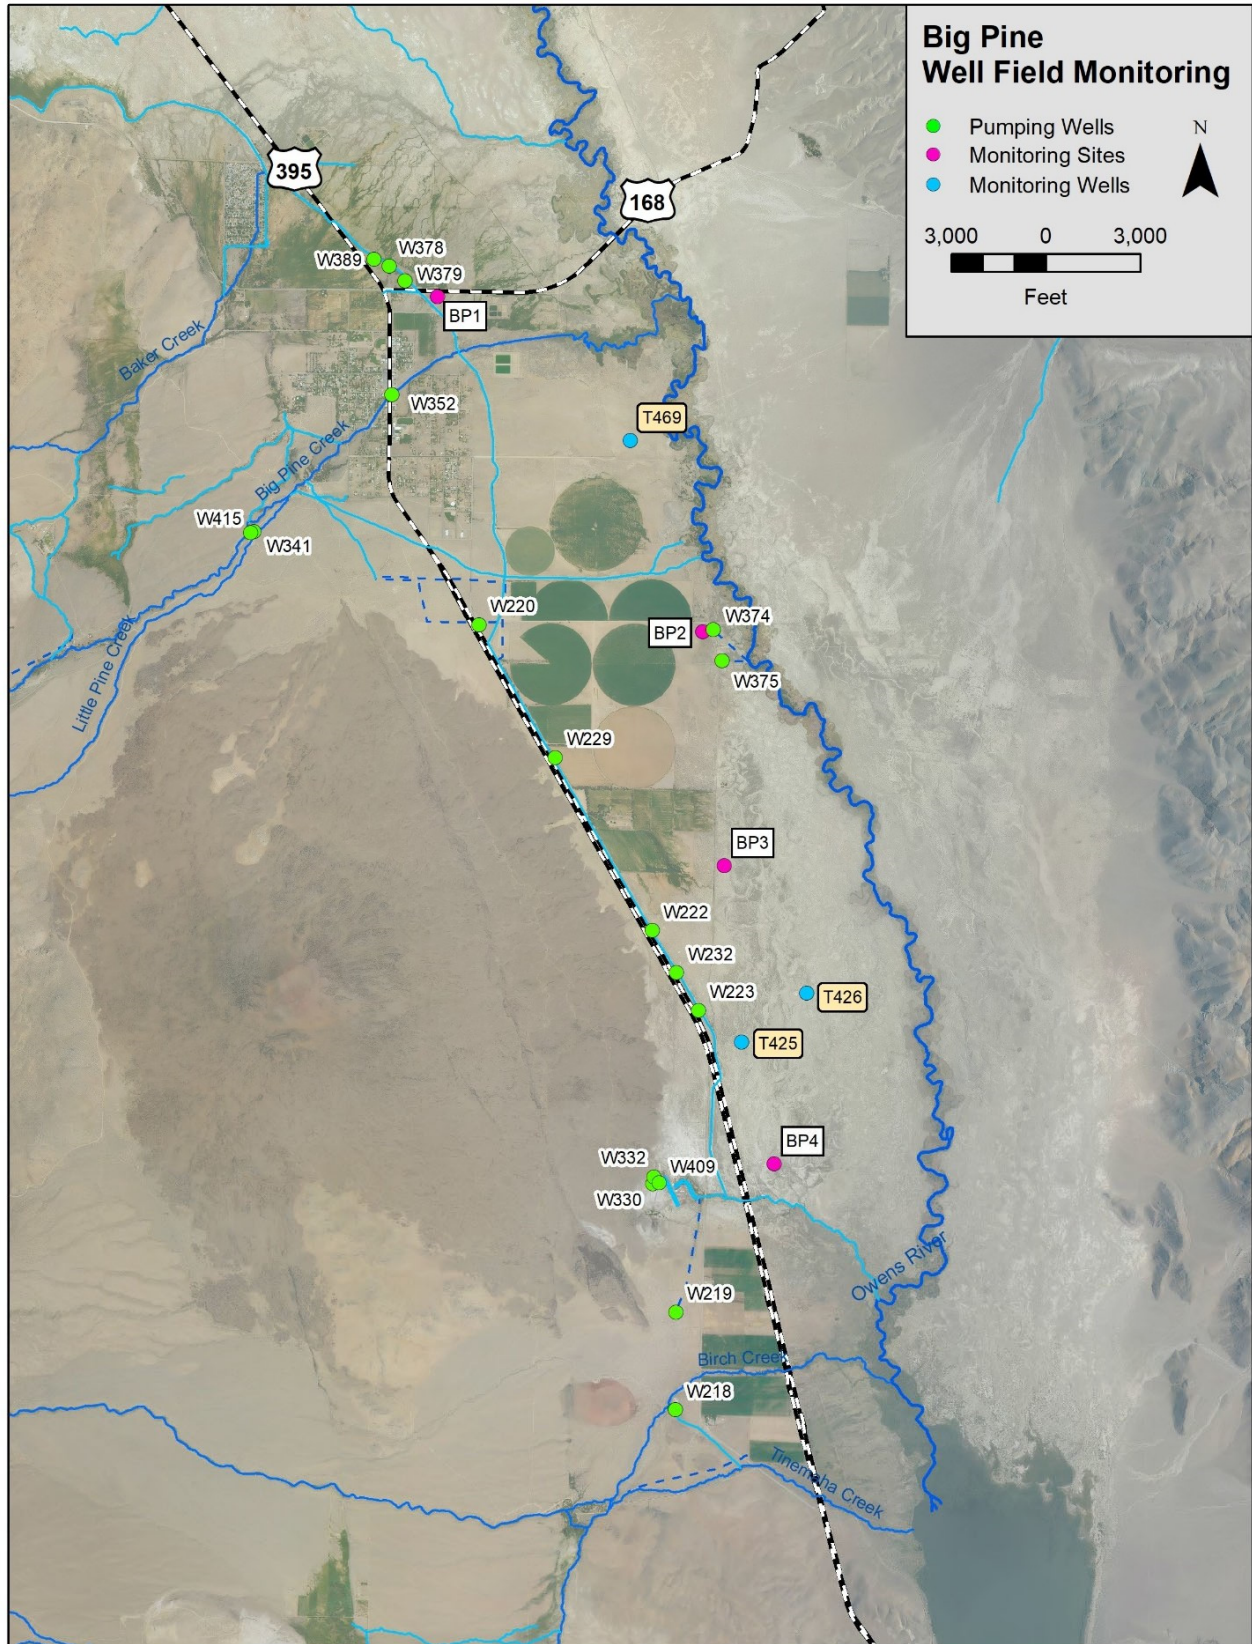 Big Pine
Well Field Monitoring
Pumping Wells
Monitoring Sites
Monitoring Wells
N
3,000 0 3,000
Feet
395
168
W378
W389
W379
BP1
Baker Creek
W352
T469
Big Pine Creek
W415
W341
W220
W374
BP2
W375
Little Pine Creek
W229
BP3
W222
W232
T426
W223
T425
BP4
W332
W409
W330
Owens River
W219
Birch Creek
W218
Tinemaha Creek